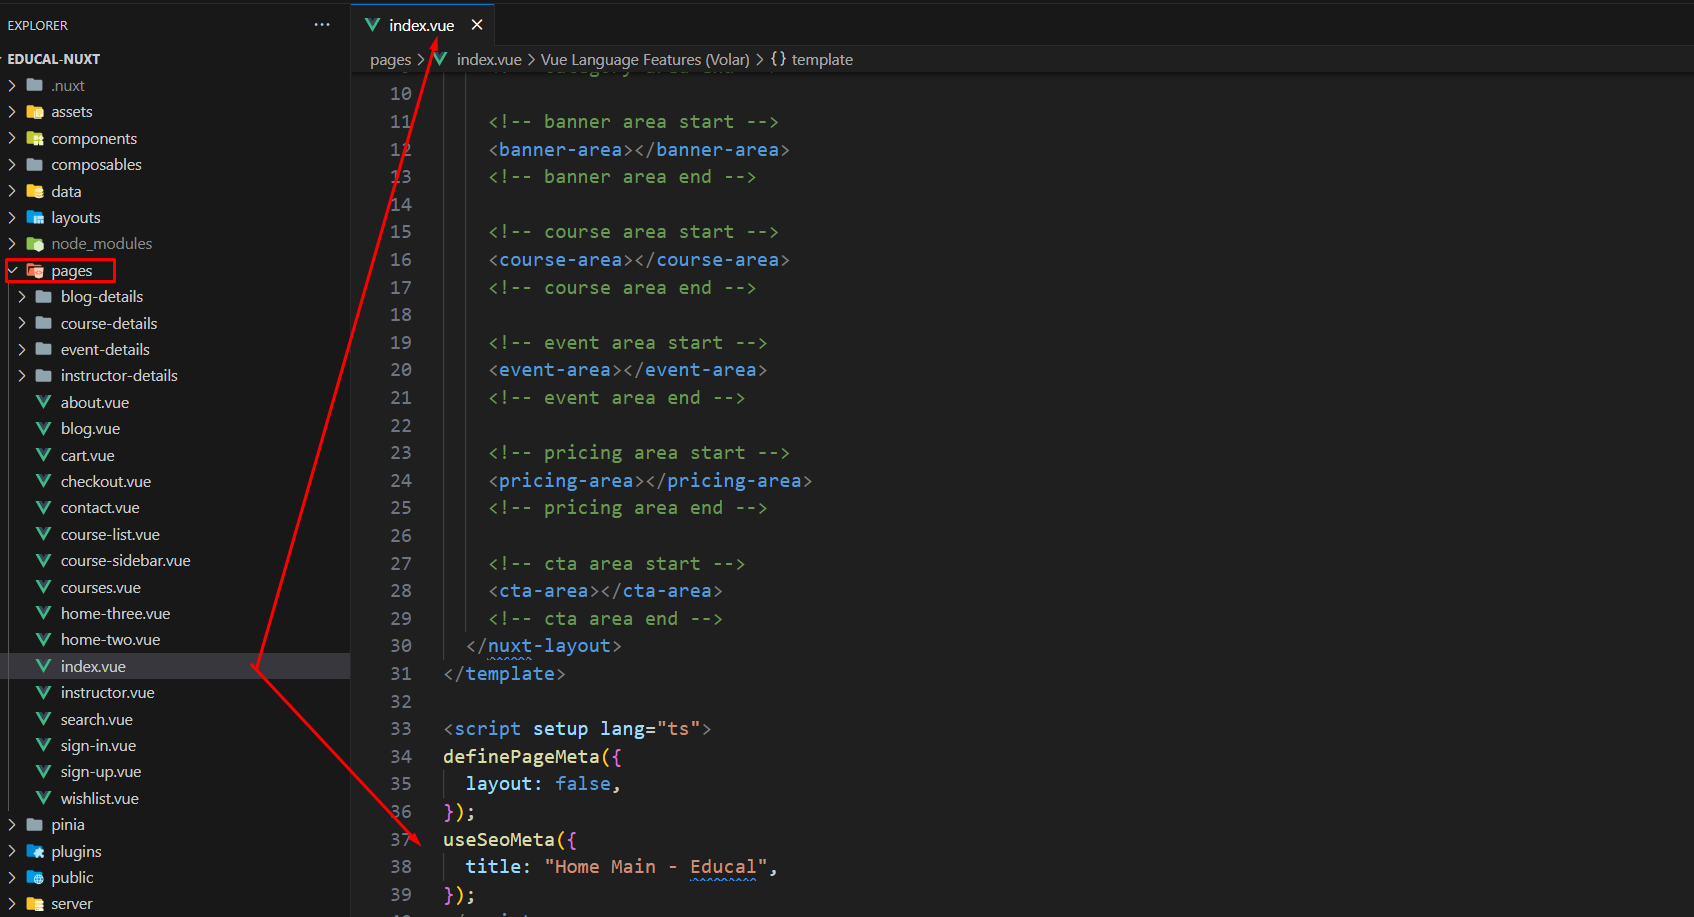 EXPLORER
EDUCAL-NUXT
.nuxt
assets
components
composables
data
layouts
node_modules
pages
blog-details
course-details
event-details
instructor-details
about.vue
blog.vue
cart.vue
checkout.vue
contact.vue
course-list.vue
course-sidebar.vue
courses.vue
home-three.vue
home-two.vue
index.vue
instructor.vue
search.vue
sign-in.vue
sign-up.vue
wishlist.vue
pinia
plugins
public
server
index.vue
pages > index.vue > Vue Language Features (Volar) > {} template
10
11 <!-- banner area start -->
12 <banner-area></banner-area>
13 <!-- banner area end -->
14
15 <!-- course area start -->
16 <course-area></course-area>
17 <!-- course area end -->
18
19 <!-- event area start -->
20 <event-area></event-area>
21 <!-- event area end -->
22
23 <!-- pricing area start -->
24 <pricing-area></pricing-area>
25 <!-- pricing area end -->
26
27 <!-- cta area start -->
28 <cta-area></cta-area>
29 <!-- cta area end -->
30 </nuxt-layout>
31 </template>
32
33 <script setup lang="ts">
34 definePageMeta({
35 layout: false,
36 });
37 useSeoMeta({
38 title: "Home Main - Educal",
39 });